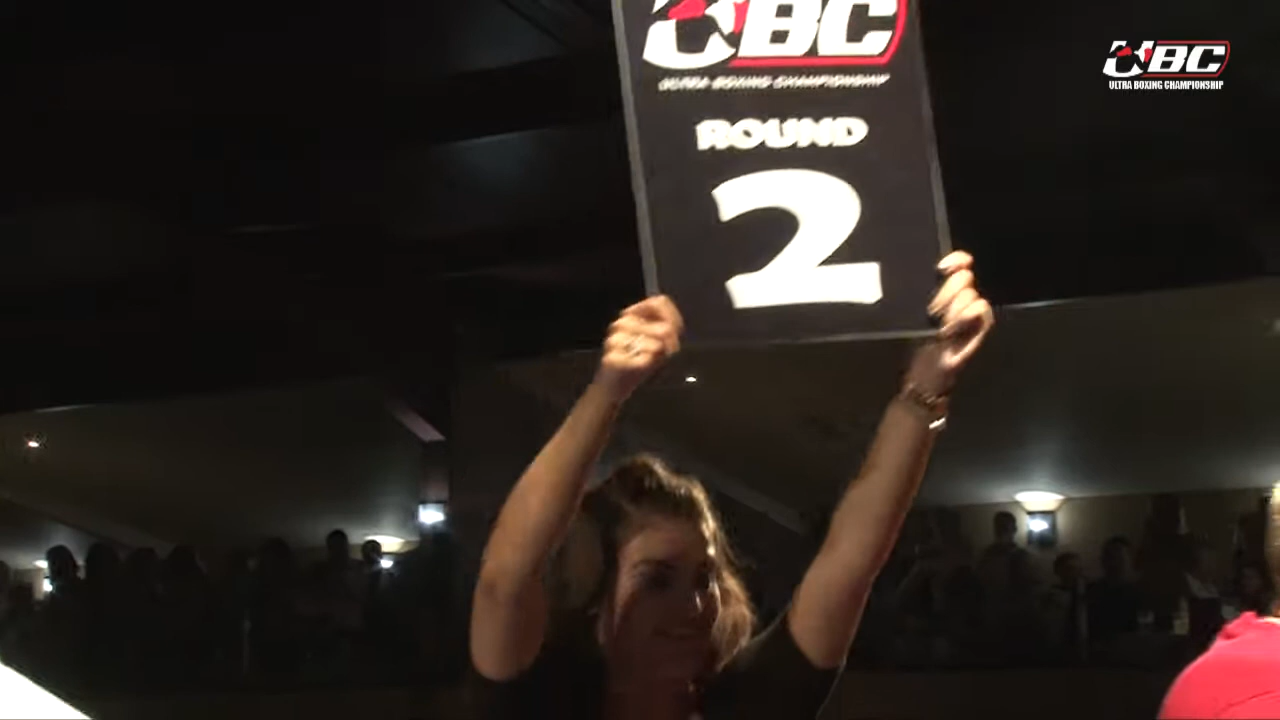 UBC
ULTRA BOXING CHAMPIONSHIP
ROUND
2
UBC
ULTRA BOXING CHAMPIONSHIP